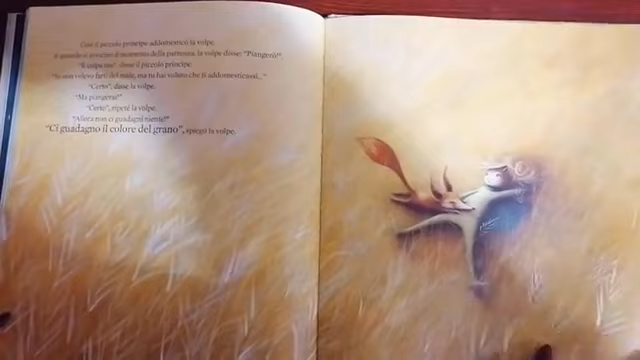 Così il piccolo principe addomesticò la volpe.
E quando si avvicinò il momento della partenza, la volpe disse: "Piangerò!".
"È colpa tua", disse il piccolo principe.
"Io non volevo farti del male, ma tu hai voluto che ti addomesticassi..."
"Certo", disse la volpe.
"Ma piangerai!"
"Certo", ripeté la volpe.
"Allora non ci guadagni niente!"
"Ci guadagno il colore del grano", spiegò la volpe.